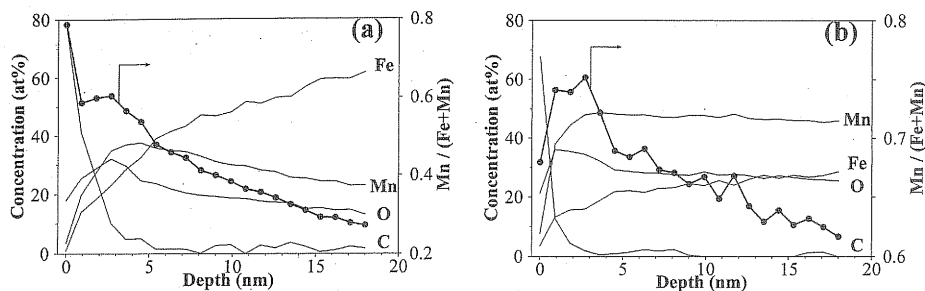 (a)
Concentration (at%)
80
60
40
20
0
0.8
0.6
0.4
0.2
Mn / (Fe+Mn)
Fe
Mn
O
C
0
5
10
15
20
Depth (nm)
(b)
Concentration (at%)
80
60
40
20
0
0.8
0.7
0.6
Mn / (Fe+Mn)
Mn
Fe
O
C
0
5
10
15
20
Depth (nm)